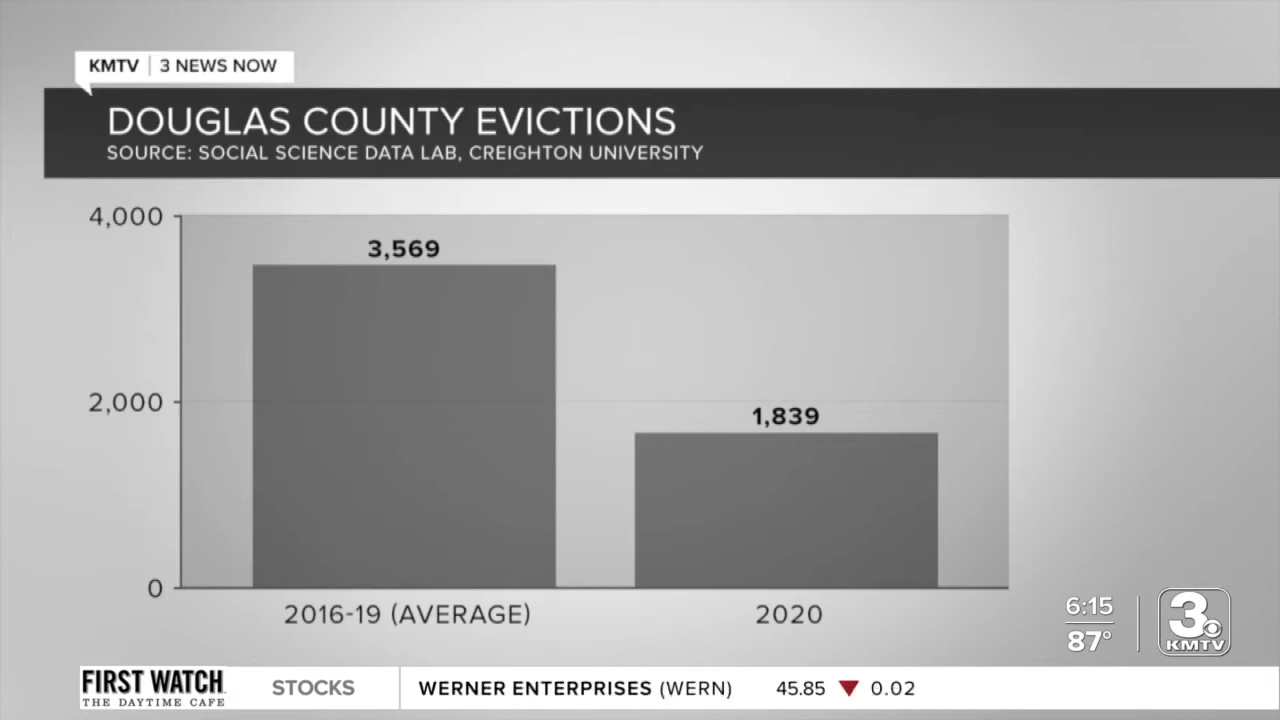 KMTV | 3 NEWS NOW
DOUGLAS COUNTY EVICTIONS
SOURCE: SOCIAL SCIENCE DATA LAB, CREIGHTON UNIVERSITY
4,000
3,569
2,000
1,839
0
2016-19 (AVERAGE)
2020
6:15
87°
3
KMTV
FIRST WATCH
THE DAYTIME CAFE
STOCKS
WERNER ENTERPRISES (WERN) 45.85 ▼ 0.02